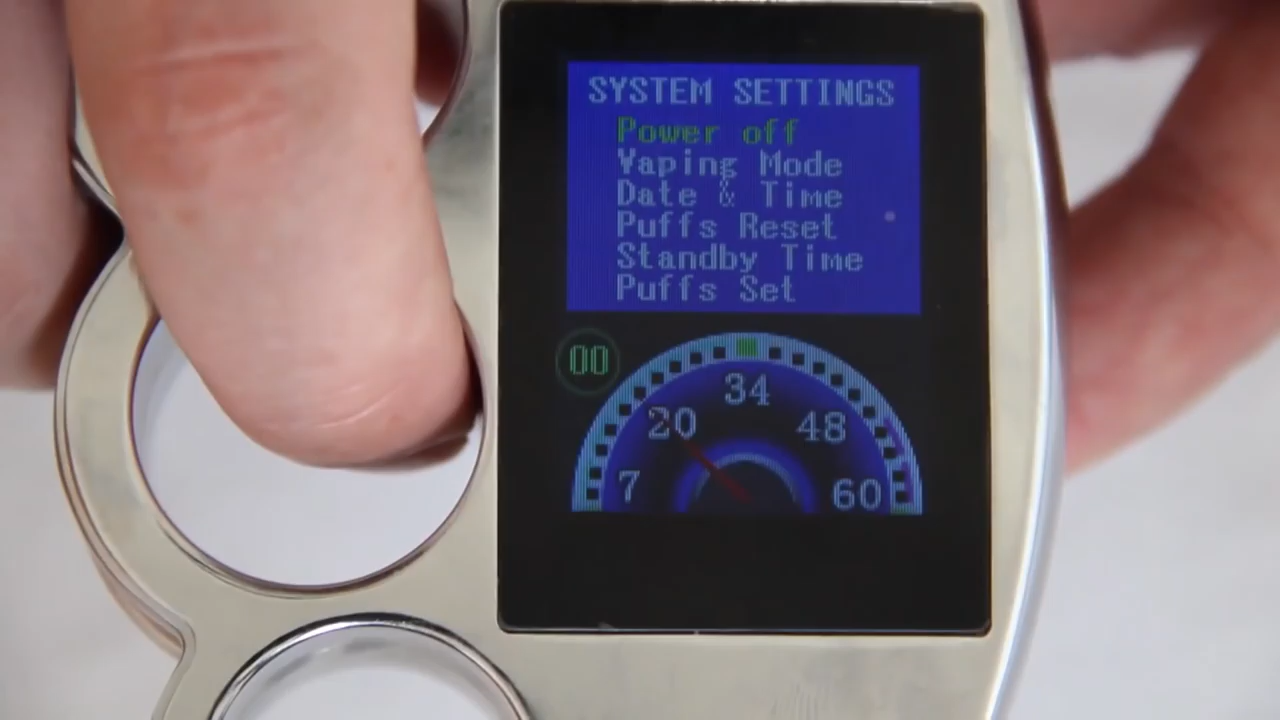 SYSTEM SETTINGS
Power off
Vaping Mode
Date & Time
Puffs Reset
Standby Time
Puffs Set
00
34
20 48
7 60